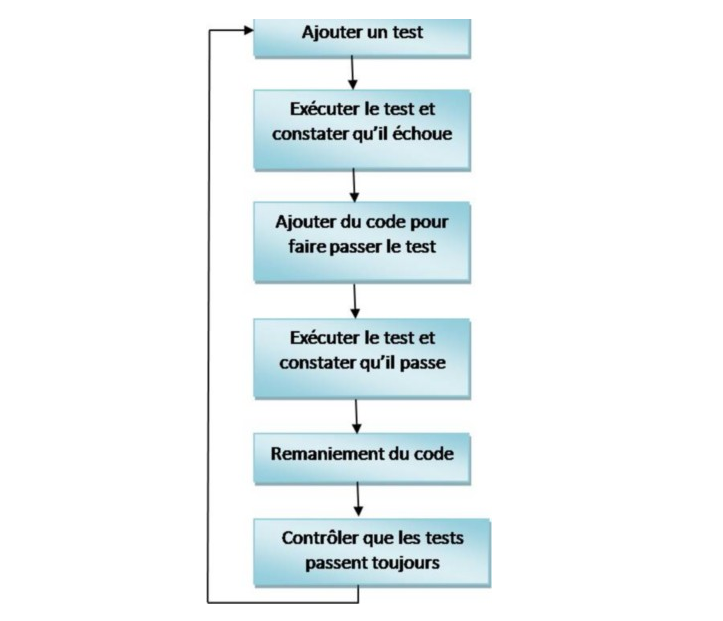 Ajouter un test
Exécuter le test et
constater qu'il échoue
Ajouter du code pour
faire passer le test
Exécuter le test et
constater qu'il passe
Remaniement du code
Contrôler que les tests
passent toujours